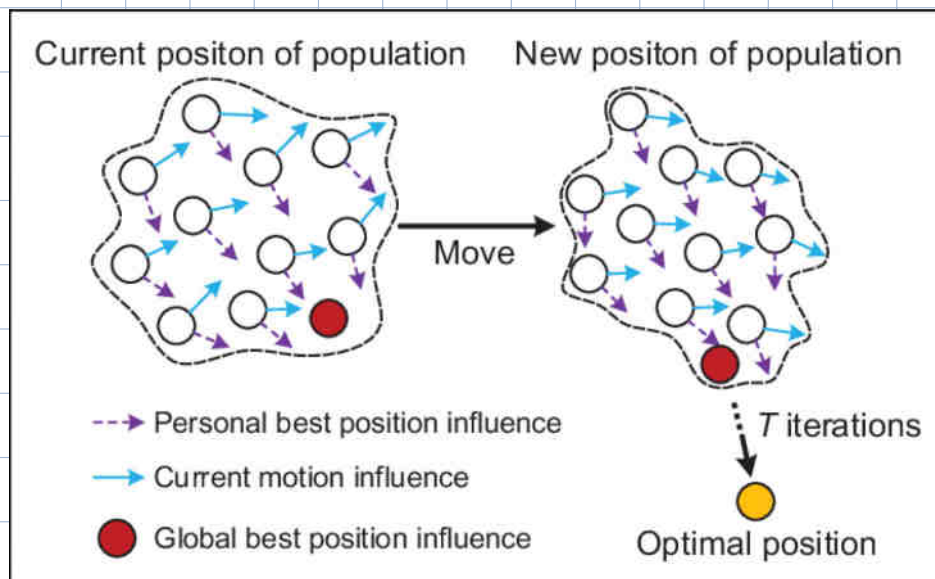 Current positon of population
New positon of population
Move
Personal best position influence
Current motion influence
Global best position influence
T iterations
Optimal position